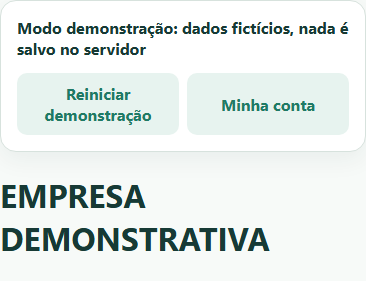 Modo demonstração: dados fictícios, nada é
salvo no servidor
Reiniciar
demonstração
Minha conta
EMPRESA
DEMONSTRATIVA